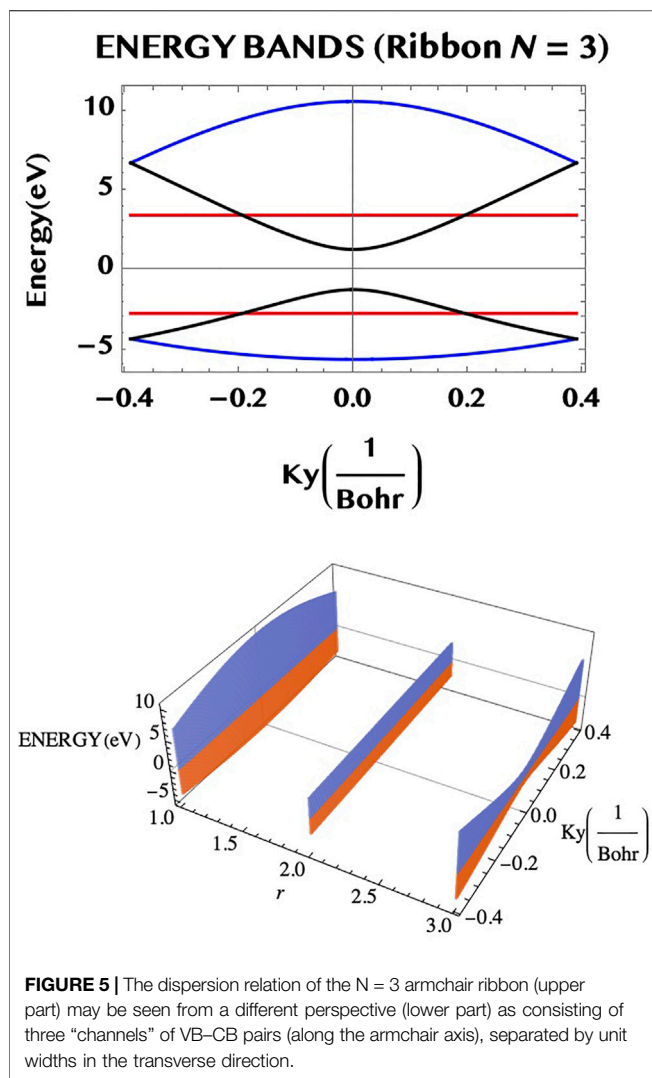 ENERGY BANDS (Ribbon N = 3)
10
5
0
−5
Energy(eV)
−0.4 −0.2 0.0 0.2 0.4
Ky(1/Bohr)
10
5
0
−5
ENERGY(eV)
1.0 1.5 2.0 2.5 3.0
r
0.4
0.2
0.0
−0.2
−0.4
Ky(1/Bohr)
FIGURE 5 | The dispersion relation of the N = 3 armchair ribbon (upper
part) may be seen from a different perspective (lower part) as consisting of
three “channels” of VB–CB pairs (along the armchair axis), separated by unit
widths in the transverse direction.